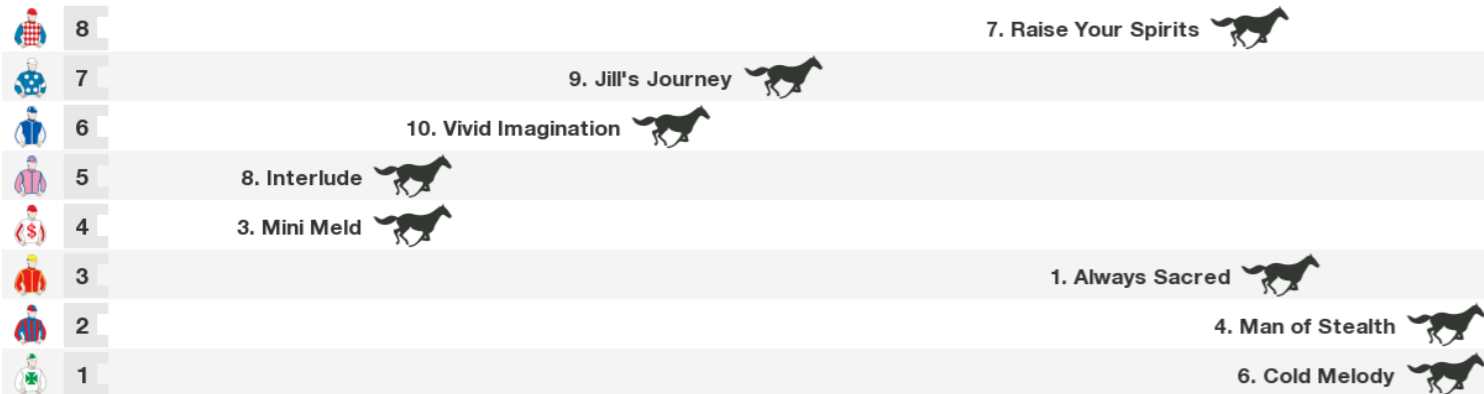 8 7. Raise Your Spirits
7 9. Jill's Journey
6 10. Vivid Imagination
5 8. Interlude
$ 4 3. Mini Meld
3 1. Always Sacred
2 4. Man of Stealth
1 6. Cold Melody